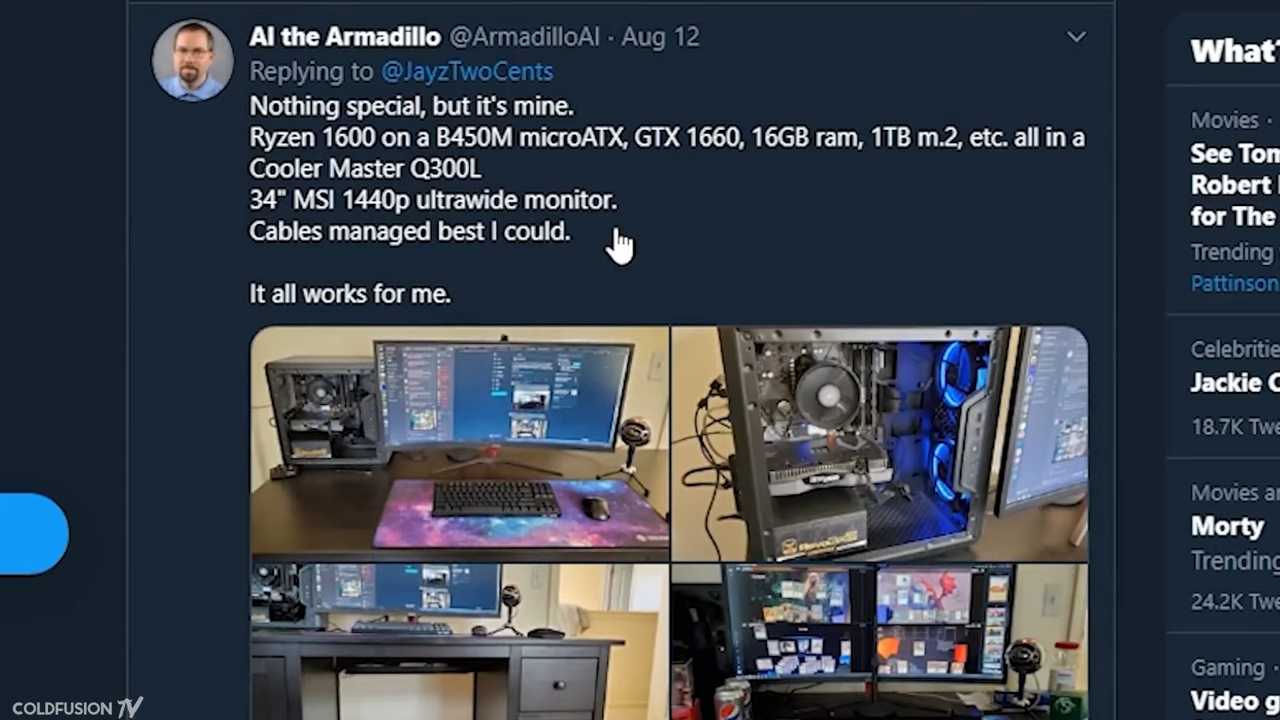 Al the Armadillo @ArmadilloAl · Aug 12
Replying to @JayzTwoCents
Nothing special, but it's mine.
Ryzen 1600 on a B450M microATX, GTX 1660, 16GB ram, 1TB m.2, etc. all in a
Cooler Master Q300L
34" MSI 1440p ultrawide monitor.
Cables managed best I could.
It all works for me.
What'
Movies ·
See Tom
Robert
for The
Trending
Pattinson
Celebritie
Jackie C
18.7K Twe
Movies an
Morty
Trending
24.2K Twe
Gaming ·
Video g
COLDFUSION TV